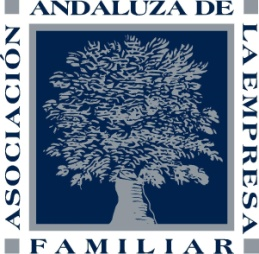 ASOCIACIÓN
ANDALUZA DE
LA EMPRESA
FAMILIAR